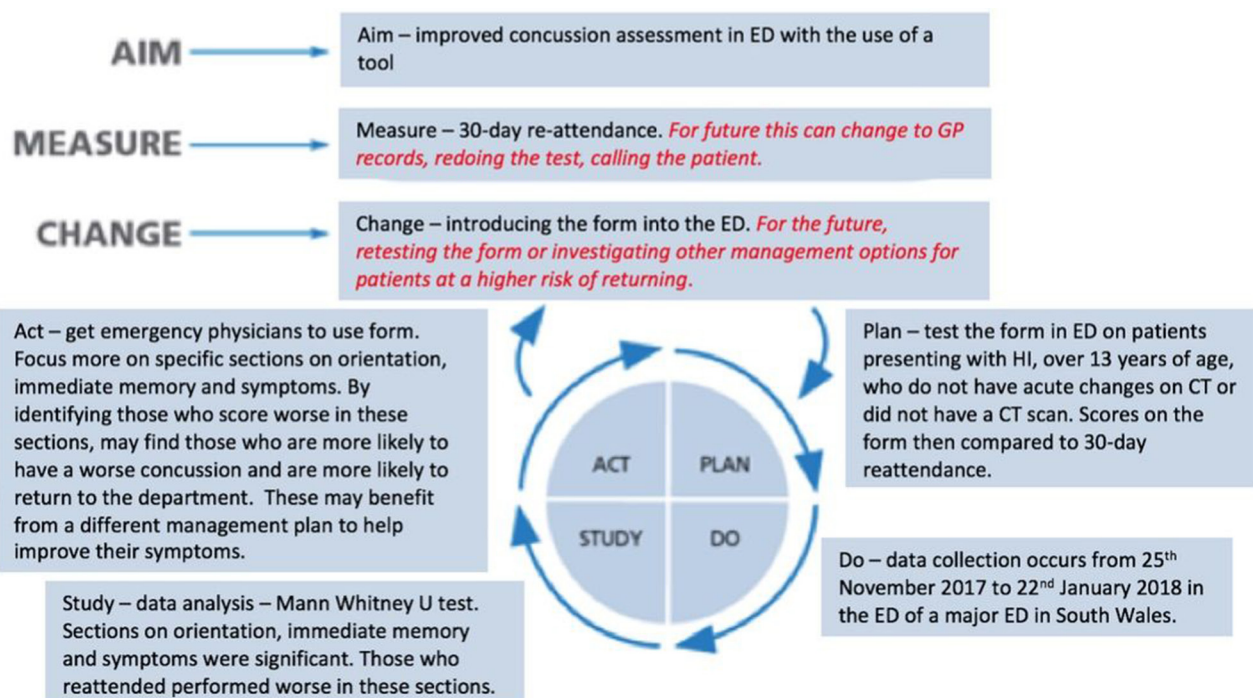 AIM
Aim – improved concussion assessment in ED with the use of a
tool
MEASURE
Measure – 30-day re-attendance. For future this can change to GP
records, redoing the test, calling the patient.
CHANGE
Change – introducing the form into the ED. For the future,
retesting the form or investigating other management options for
patients at a higher risk of returning.
Act – get emergency physicians to use form.
Focus more on specific sections on orientation,
immediate memory and symptoms. By
identifying those who score worse in these
sections, may find those who are more likely to
have a worse concussion and are more likely to
return to the department.  These may benefit
from a different management plan to help
improve their symptoms.
Plan – test the form in ED on patients
presenting with HI, over 13 years of age,
who do not have acute changes on CT or
did not have a CT scan. Scores on the
form then compared to 30-day
reattendance.
ACT
PLAN
STUDY
DO
Do – data collection occurs from 25th
November 2017 to 22nd January 2018 in
the ED of a major ED in South Wales.
Study – data analysis – Mann Whitney U test.
Sections on orientation, immediate memory
and symptoms were significant. Those who
reattended performed worse in these sections.